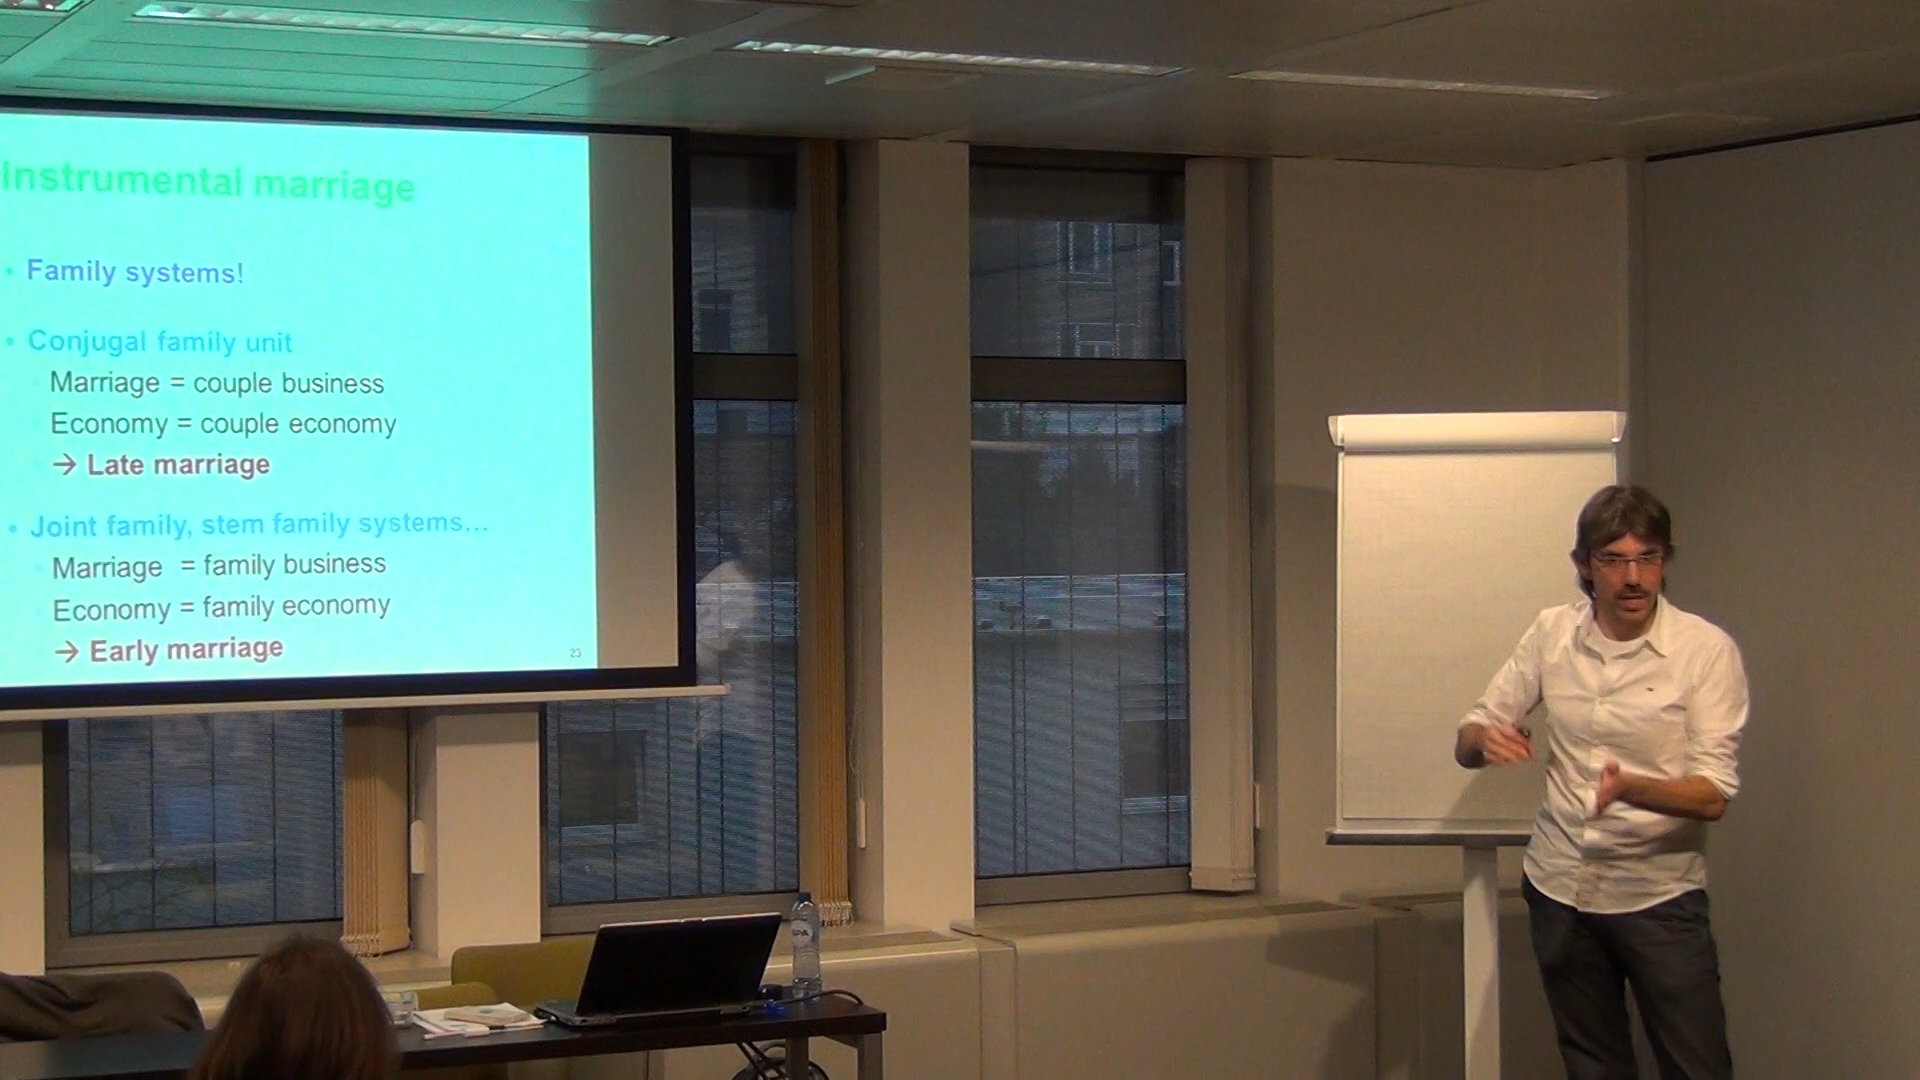 Instrumental marriage
• Family systems!
• Conjugal family unit
Marriage = couple business
Economy = couple economy
→ Late marriage
• Joint family, stem family systems...
Marriage = family business
Economy = family economy
→ Early marriage
23
SPA